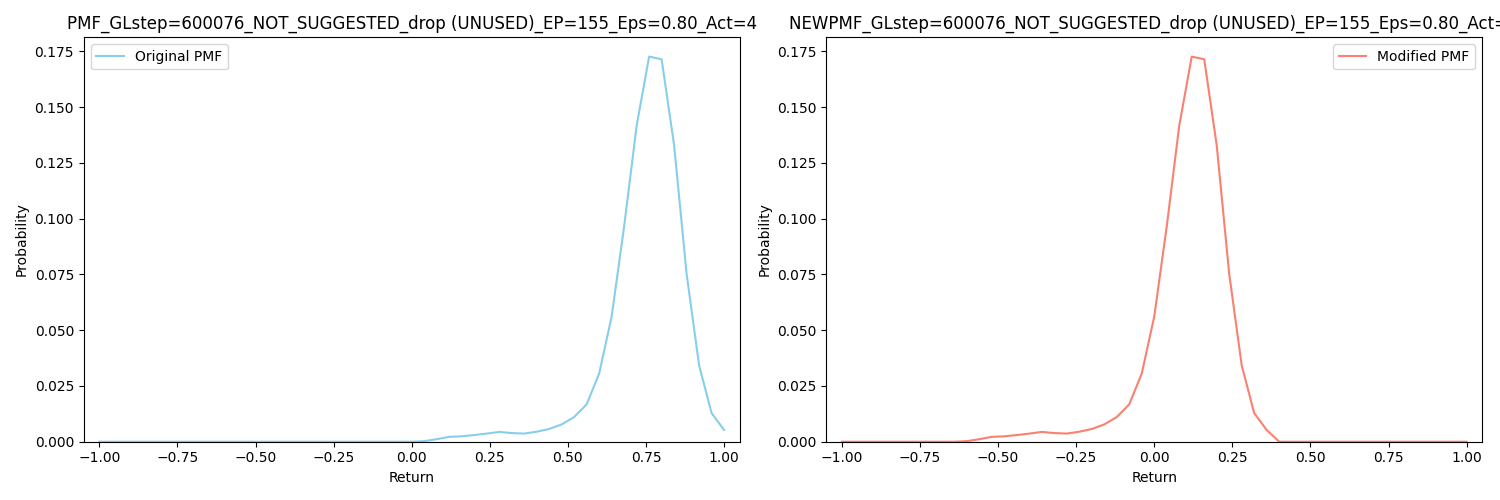 PMF_GLstep=600076_NOT_SUGGESTED_drop (UNUSED)_EP=155_Eps=0.80_Act=4
Original PMF
Probability
0.175
0.150
0.125
0.100
0.075
0.050
0.025
0.000
−1.00 −0.75 −0.50 −0.25 0.00 0.25 0.50 0.75 1.00
Return
NEWPMF_GLstep=600076_NOT_SUGGESTED_drop (UNUSED)_EP=155_Eps=0.80_Act=
Modified PMF
Probability
0.175
0.150
0.125
0.100
0.075
0.050
0.025
0.000
−1.00 −0.75 −0.50 −0.25 0.00 0.25 0.50 0.75 1.00
Return